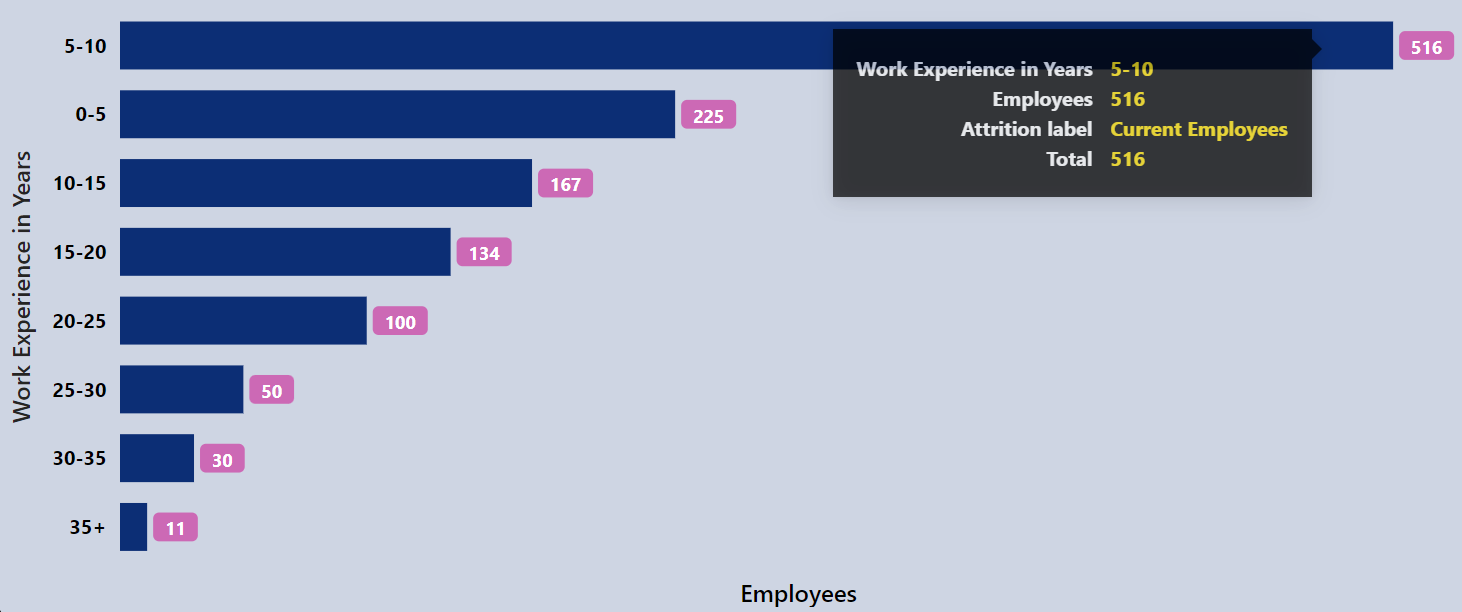 5-10 516
Work Experience in Years 5-10
Employees 516
Attrition label Current Employees
Total 516
0-5 225
10-15 167
15-20 134
20-25 100
25-30 50
30-35 30
35+ 11
Work Experience in Years
Employees